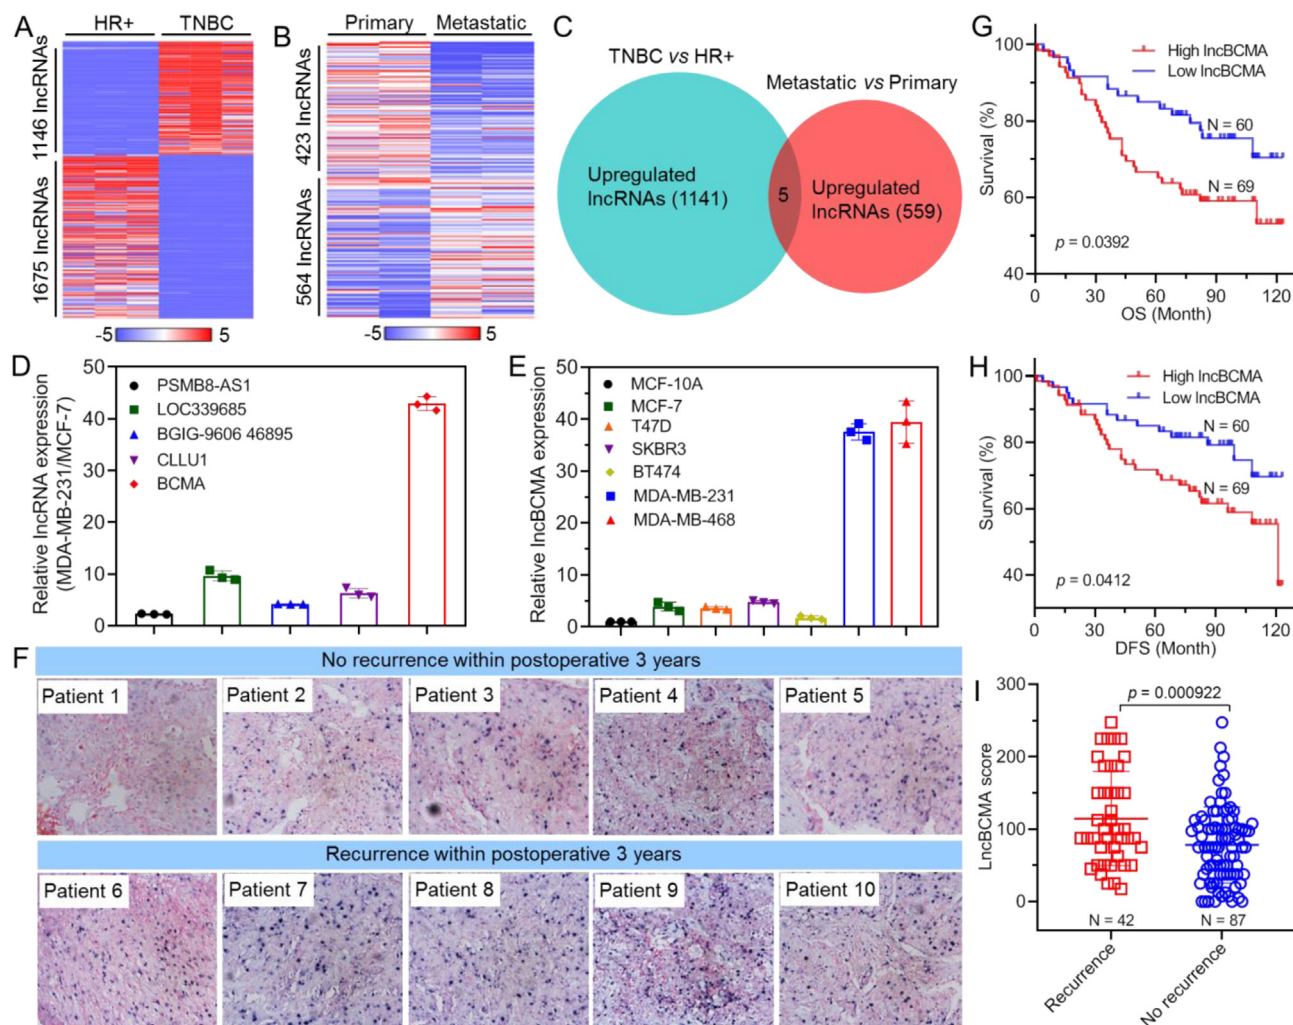 A
HR+ TNBC
1146 lncRNAs
1675 lncRNAs
-5 5
B
Primary Metastatic
423 lncRNAs
564 lncRNAs
-5 5
C
TNBC vs HR+
Metastatic vs Primary
Upregulated
lncRNAs (1141)
5
Upregulated
lncRNAs (559)
D
Relative lncRNA expression
(MDA-MB-231/MCF-7)
50
40
30
20
10
0
PSMB8-AS1
LOC339685
BGIG-9606 46895
CLLU1
BCMA
E
Relative lncBCMA expression
50
40
30
20
10
0
MCF-10A
MCF-7
T47D
SKBR3
BT474
MDA-MB-231
MDA-MB-468
F
No recurrence within postoperative 3 years
Patient 1
Patient 2
Patient 3
Patient 4
Patient 5
Recurrence within postoperative 3 years
Patient 6
Patient 7
Patient 8
Patient 9
Patient 10
G
Survival (%)
100
80
60
40
High lncBCMA
Low lncBCMA
N = 60
N = 69
p = 0.0392
0 30 60 90 120
OS (Month)
H
Survival (%)
100
80
60
40
High lncBCMA
Low lncBCMA
N = 60
N = 69
p = 0.0412
0 30 60 90 120
DFS (Month)
I
LncBCMA score
300
200
100
0
p = 0.000922
N = 42
N = 87
Recurrence
No recurrence